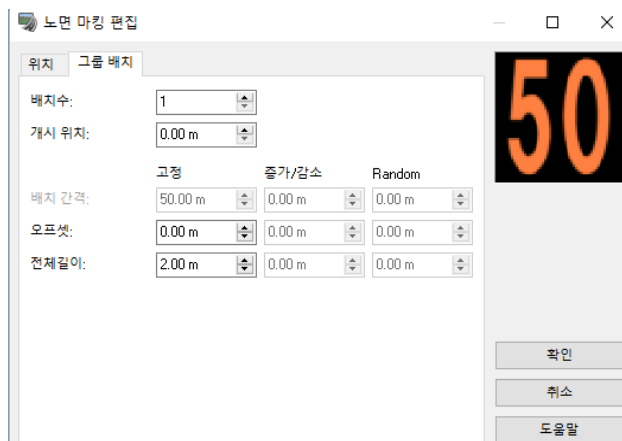 노면 마킹 편집
위치 그룹 배치
배치수: 1
개시 위치: 0.00 m
고정 증가/감소 Random
배치 간격: 50.00 m 0.00 m 0.00 m
오프셋: 0.00 m 0.00 m 0.00 m
전체길이: 2.00 m 0.00 m 0.00 m
50
확인
취소
도움말